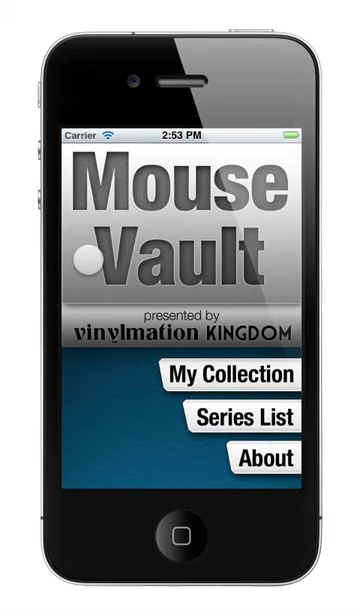 Carrier 2:53 PM
Mouse
Vault
presented by
vinylmation KINGDOM
My Collection
Series List
About